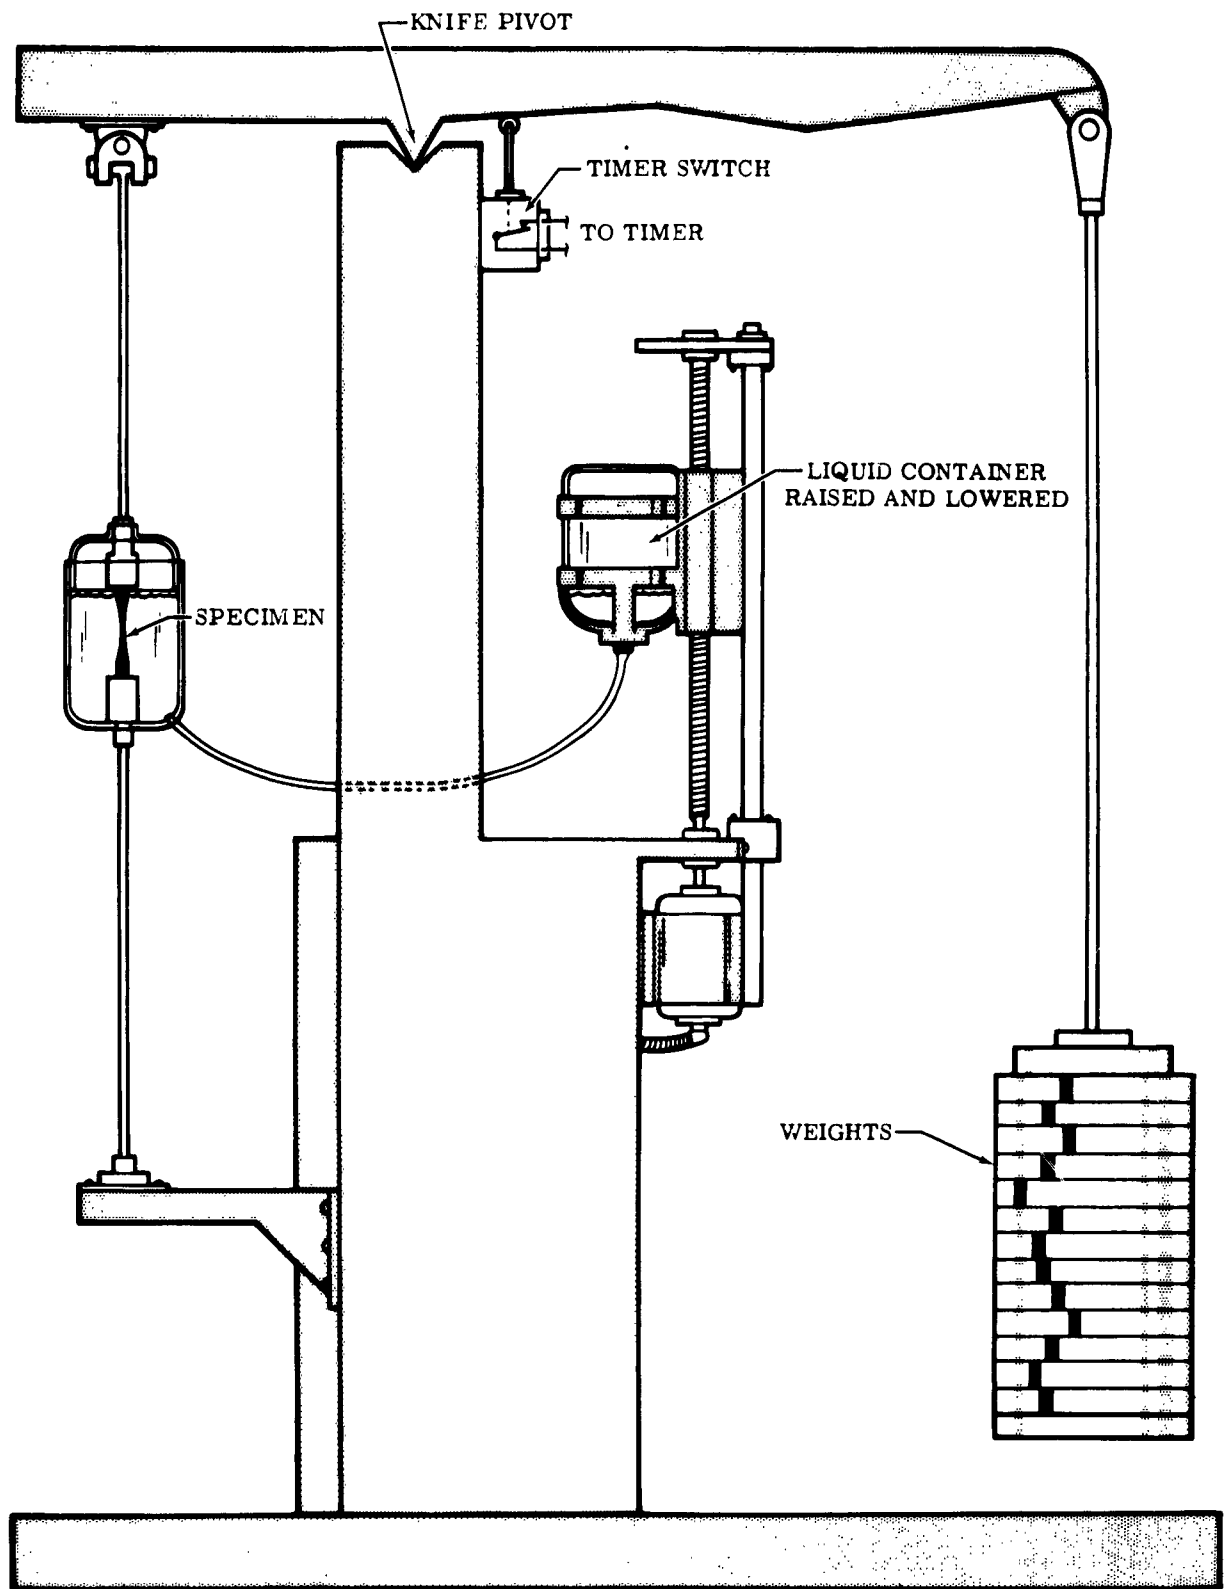 KNIFE PIVOT
TIMER SWITCH
TO TIMER
LIQUID CONTAINER
RAISED AND LOWERED
SPECIMEN
WEIGHTS